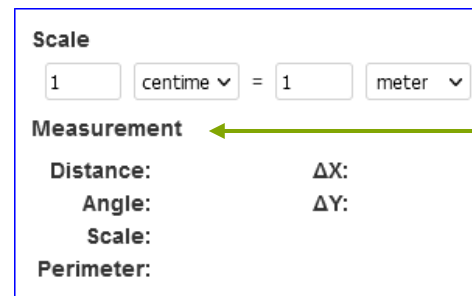 Scale
1 centime = 1 meter
Measurement
Distance: ΔX:
Angle: ΔY:
Scale:
Perimeter: